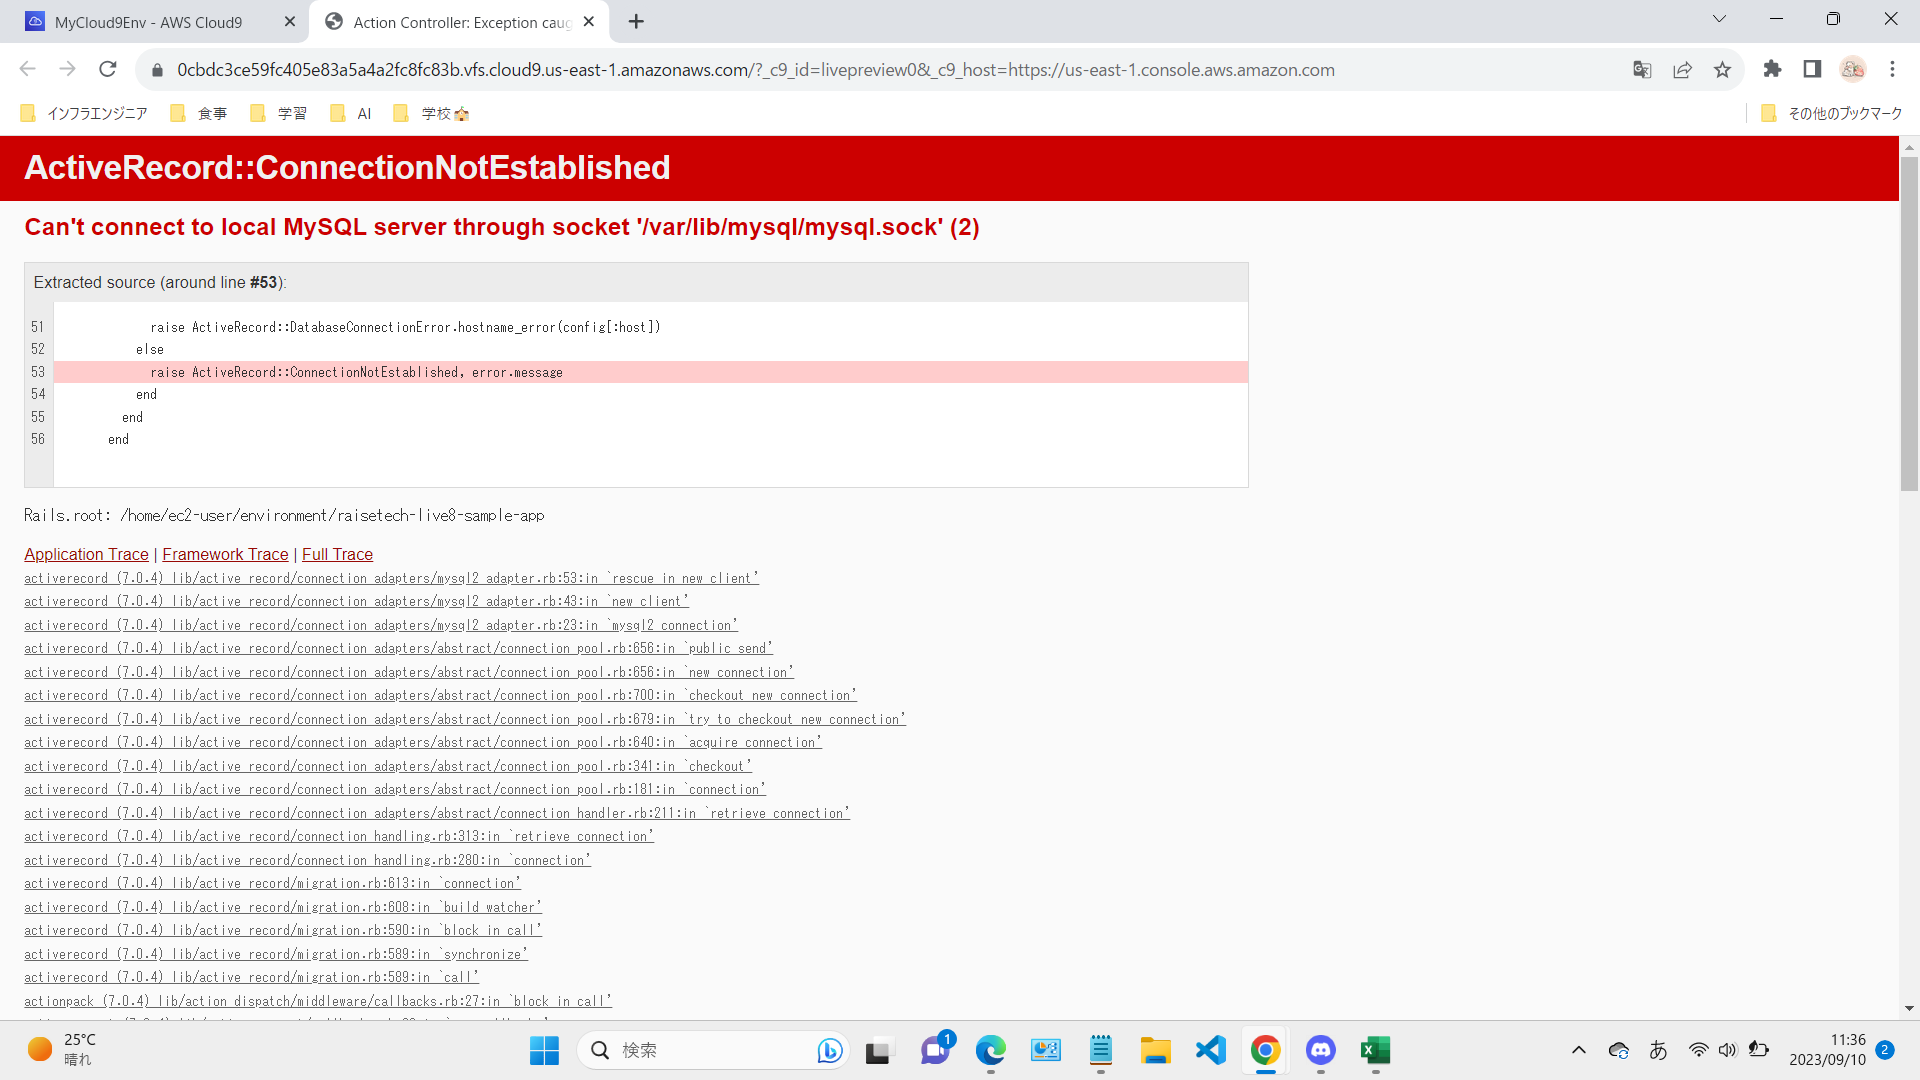 MyCloud9Env - AWS Cloud9
Action Controller: Exception caug
0cbdc3ce59fc405e83a5a4a2fc8fc83b.vfs.cloud9.us-east-1.amazonaws.com/?_c9_id=livepreview0&_c9_host=https://us-east-1.console.aws.amazon.com
インフラエンジニア 食事 学習 AI 学校 その他のブックマーク
ActiveRecord::ConnectionNotEstablished
Can't connect to local MySQL server through socket '/var/lib/mysql/mysql.sock' (2)
Extracted source (around line #53):
51 raise ActiveRecord::DatabaseConnectionError.hostname_error(config[:host])
52 else
53 raise ActiveRecord::ConnectionNotEstablished, error.message
54 end
55 end
56 end
Rails.root: /home/ec2-user/environment/raisetech-live8-sample-app
Application Trace | Framework Trace | Full Trace
activerecord (7.0.4) lib/active_record/connection_adapters/mysql2_adapter.rb:53:in `rescue in new_client'
activerecord (7.0.4) lib/active_record/connection_adapters/mysql2_adapter.rb:43:in `new_client'
activerecord (7.0.4) lib/active_record/connection_adapters/mysql2_adapter.rb:23:in `mysql2_connection'
activerecord (7.0.4) lib/active_record/connection_adapters/abstract/connection_pool.rb:656:in `public_send'
activerecord (7.0.4) lib/active_record/connection_adapters/abstract/connection_pool.rb:656:in `new_connection'
activerecord (7.0.4) lib/active_record/connection_adapters/abstract/connection_pool.rb:700:in `checkout_new_connection'
activerecord (7.0.4) lib/active_record/connection_adapters/abstract/connection_pool.rb:679:in `try_to_checkout_new_connection'
activerecord (7.0.4) lib/active_record/connection_adapters/abstract/connection_pool.rb:640:in `acquire_connection'
activerecord (7.0.4) lib/active_record/connection_adapters/abstract/connection_pool.rb:341:in `checkout'
activerecord (7.0.4) lib/active_record/connection_adapters/abstract/connection_pool.rb:181:in `connection'
activerecord (7.0.4) lib/active_record/connection_adapters/abstract/connection_handler.rb:211:in `retrieve_connection'
activerecord (7.0.4) lib/active_record/connection_handling.rb:313:in `retrieve_connection'
activerecord (7.0.4) lib/active_record/connection_handling.rb:280:in `connection'
activerecord (7.0.4) lib/active_record/migration.rb:613:in `connection'
activerecord (7.0.4) lib/active_record/migration.rb:608:in `build_watcher'
activerecord (7.0.4) lib/active_record/migration.rb:590:in `block in call'
activerecord (7.0.4) lib/active_record/migration.rb:589:in `synchronize'
activerecord (7.0.4) lib/active_record/migration.rb:589:in `call'
actionpack (7.0.4) lib/action_dispatch/middleware/callbacks.rb:27:in `block in call'
25°C
晴れ
検索
1
あ
11:36
2023/09/10
2